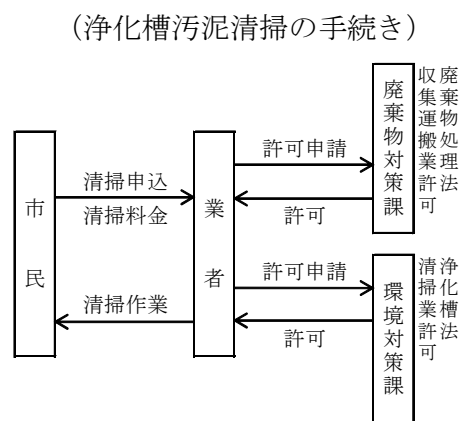 （浄化槽汚泥清掃の手続き）
市民
清掃申込
清掃料金
清掃作業
業者
許可申請
許可
許可申請
許可
廃棄物対策課
廃棄物処理法
収集運搬業許可
環境対策課
浄化槽法
清掃業許可